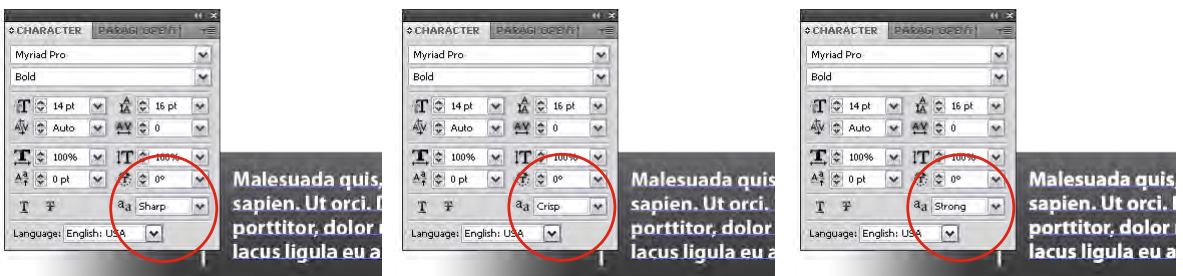 CHARACTER
Myriad Pro
Bold
14 pt 16 pt
Auto 0
100% 100%
0 pt 0°
T T aa Sharp
Language: English: USA
Malesuada quis,
sapien. Ut orci.
porttitor, dolor
lacus ligula eu a
CHARACTER
Myriad Pro
Bold
14 pt 16 pt
Auto 0
100% 100%
0 pt 0°
T T aa Crisp
Language: English: USA
Malesuada quis
sapien. Ut orci.
porttitor, dolor
lacus ligula eu a
CHARACTER
Myriad Pro
Bold
14 pt 16 pt
Auto 0
100% 100%
0 pt 0°
T T aa Strong
Language: English: USA
Malesuada quis,
sapien. Ut orci.
porttitor, dolor
lacus ligula eu a